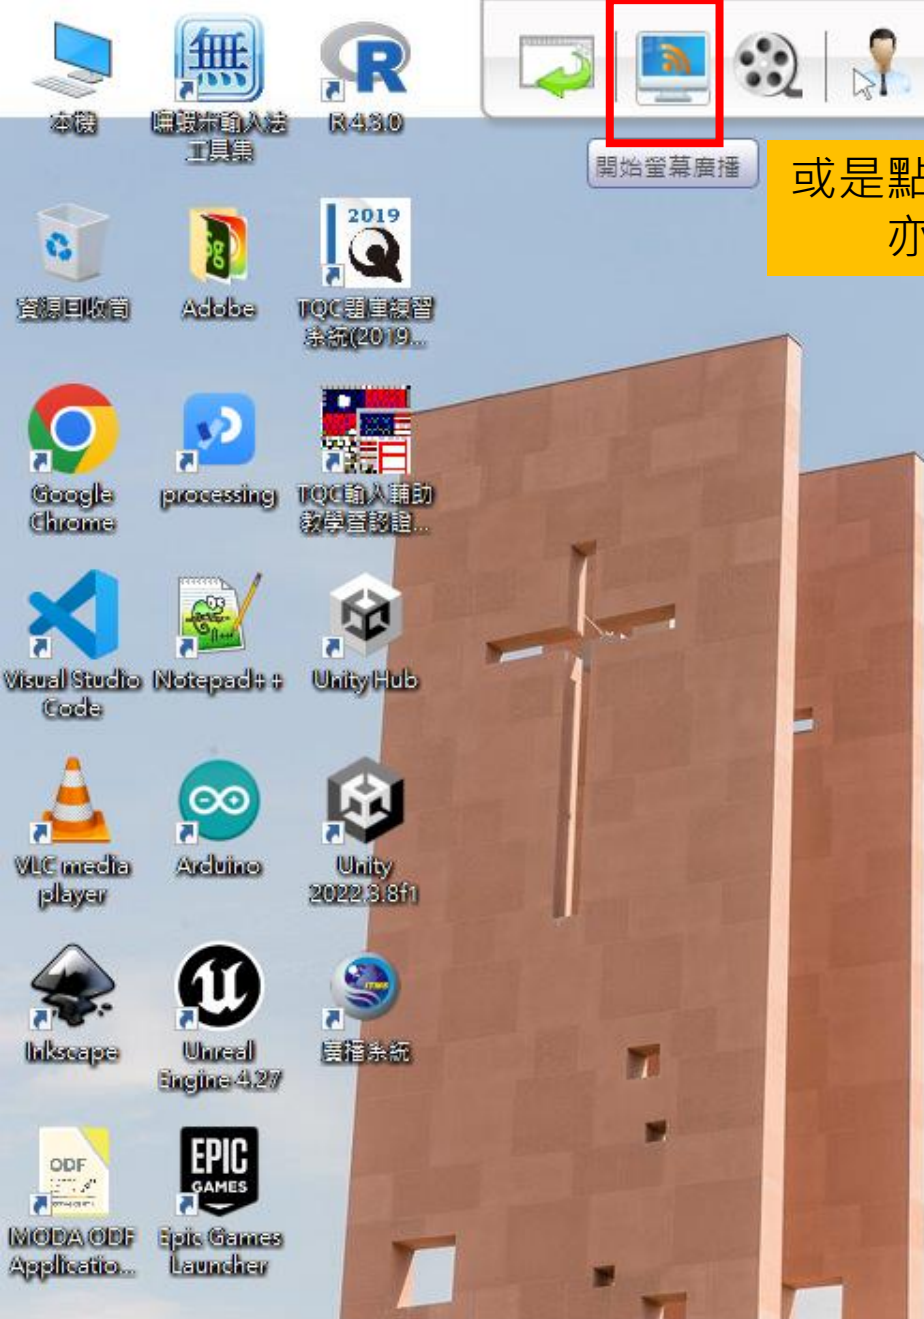 本機
無
嘸蝦米輸入法
工具集
R
R 4.3.0
開始螢幕廣播
或是點
亦
資源回收筒
Adobe
2019
TQC題庫練習
系統(2019...
Google
Chrome
processing
TQC輸入輔助
教學暨認證...
Visual Studio
Code
Notepad++
Unity Hub
VLC media
player
Arduino
Unity
2022.3.8f1
Inkscape
Unreal
Engine 4.27
廣播系統
ODF
MODA ODF
Applicatio...
EPIC
GAMES
Epic Games
Launcher